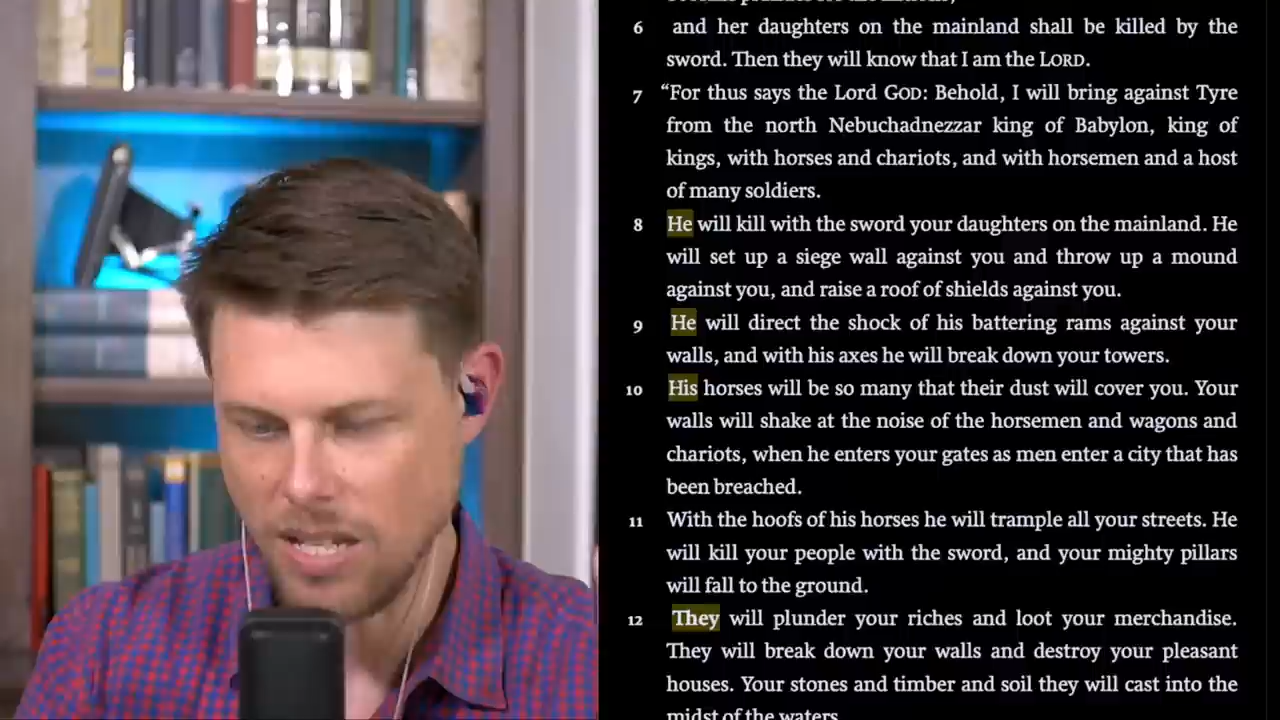 6 and her daughters on the mainland shall be killed by the
sword. Then they will know that I am the LORD.
7 “For thus says the Lord GOD: Behold, I will bring against Tyre
from the north Nebuchadnezzar king of Babylon, king of
kings, with horses and chariots, and with horsemen and a host
of many soldiers.
8 He will kill with the sword your daughters on the mainland. He
will set up a siege wall against you and throw up a mound
against you, and raise a roof of shields against you.
9 He will direct the shock of his battering rams against your
walls, and with his axes he will break down your towers.
10 His horses will be so many that their dust will cover you. Your
walls will shake at the noise of the horsemen and wagons and
chariots, when he enters your gates as men enter a city that has
been breached.
11 With the hoofs of his horses he will trample all your streets. He
will kill your people with the sword, and your mighty pillars
will fall to the ground.
12 They will plunder your riches and loot your merchandise.
They will break down your walls and destroy your pleasant
houses. Your stones and timber and soil they will cast into the
midst of the waters.